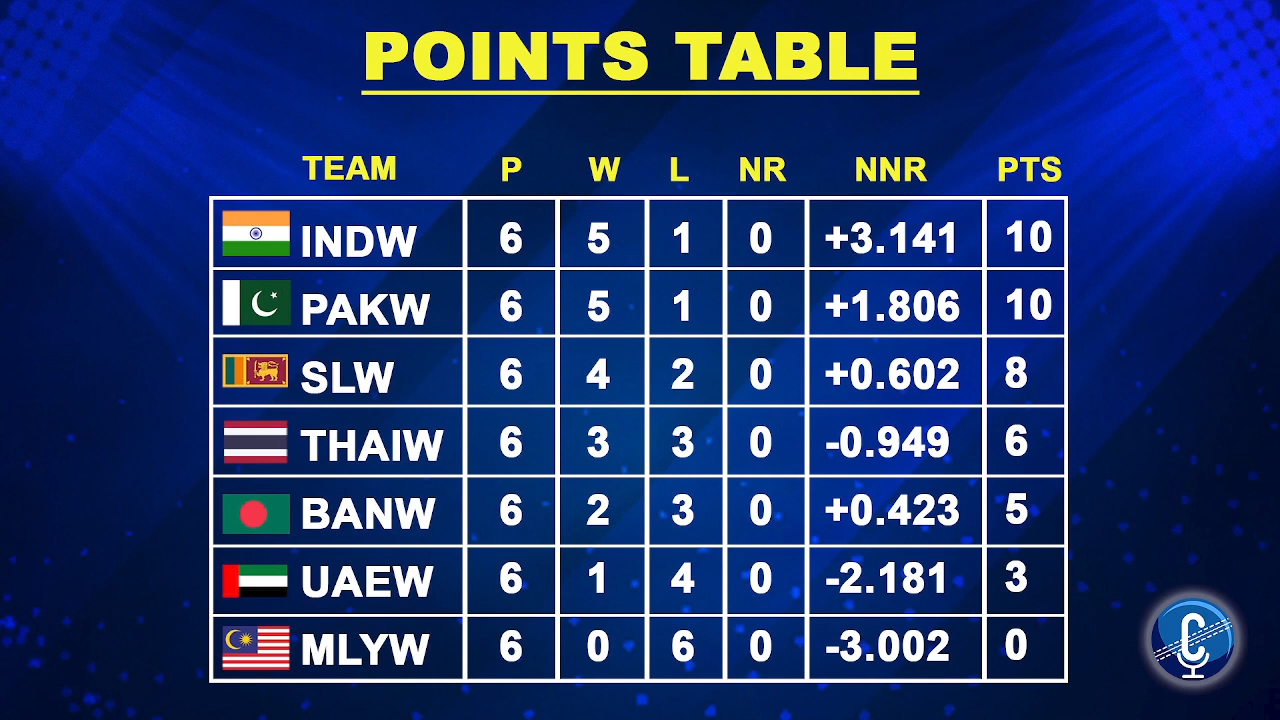 POINTS TABLE
TEAM P W L NR NNR PTS
INDW 6 5 1 0 +3.141 10
PAKW 6 5 1 0 +1.806 10
SLW 6 4 2 0 +0.602 8
THAIW 6 3 3 0 -0.949 6
BANW 6 2 3 0 +0.423 5
UAEW 6 1 4 0 -2.181 3
MLYW 6 0 6 0 -3.002 0